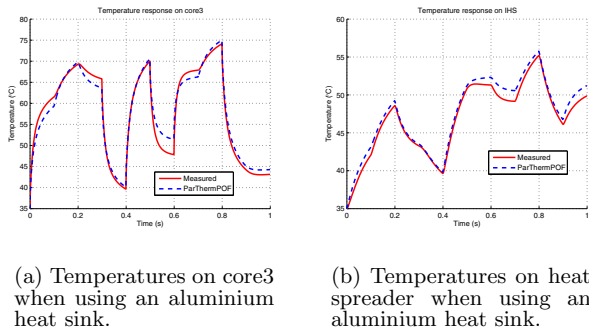 Temperature response on core3
80
75
70
65
60
55
50
45
40
35
0
0.2
0.4
0.6
0.8
1
Temperature (°C)
Time (s)
Measured
ParThermPOF
Temperature response on IHS
60
55
50
45
40
35
0
0.2
0.4
0.6
0.8
1
Temperature (°C)
Time (s)
Measured
ParThermPOF
(a) Temperatures on core3
when using an aluminium
heat sink.
(b) Temperatures on heat
spreader when using an
aluminium heat sink.